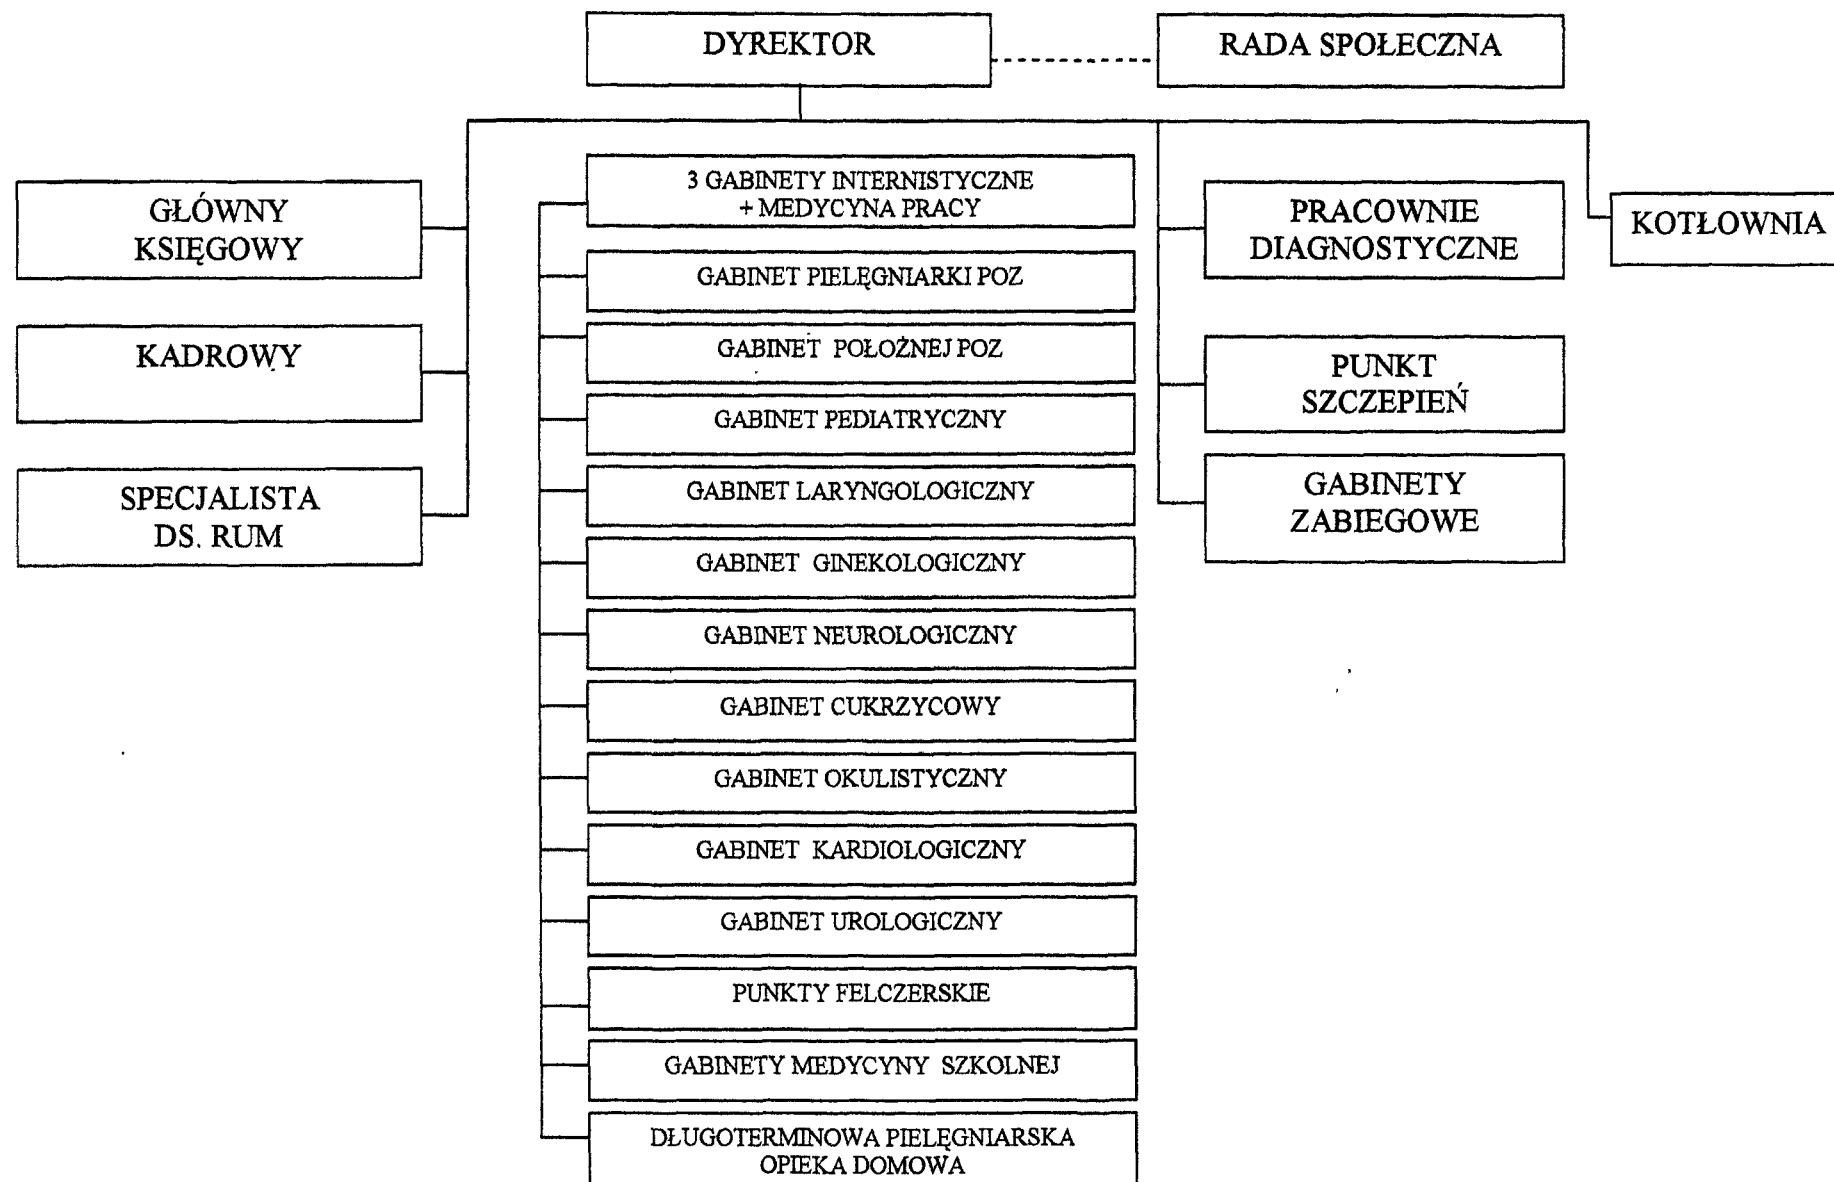 DYREKTOR
RADA SPOŁECZNA
GŁÓWNY
KSIĘGOWY
KADROWY
SPECJALISTA
DS. RUM
3 GABINETY INTERNISTYCZNE
+ MEDYCYNA PRACY
GABINET PIELĘGNIARKI POZ
GABINET POŁOŻNEJ POZ
GABINET PEDIATRYCZNY
GABINET LARYNGOLOGICZNY
GABINET GINEKOLOGICZNY
GABINET NEUROLOGICZNY
GABINET CUKRZYCOWY
GABINET OKULISTYCZNY
GABINET KARDIOLOGICZNY
GABINET UROLOGICZNY
PUNKTY FELCZERSKIE
GABINETY MEDYCYNY SZKOLNEJ
DŁUGOTERMINOWA PIELĘGNIARSKA
OPIEKA DOMOWA
PRACOWNIE
DIAGNOSTYCZNE
PUNKT
SZCZEPIEŃ
GABINETY
ZABIEGOWE
KOTŁOWNIA